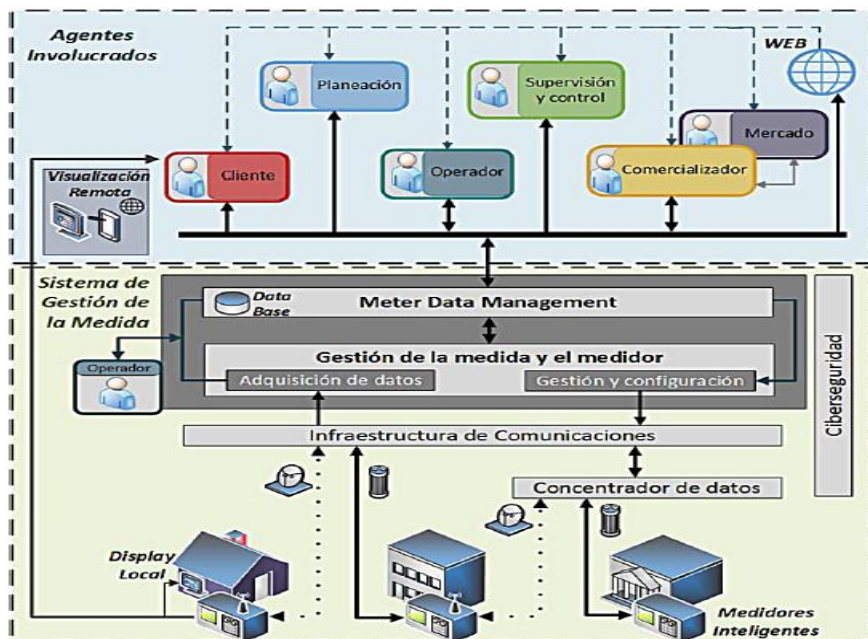 Agentes
Involucrados
WEB
Planeación
Supervisión
y control
Mercado
Cliente
Operador
Comercializador
Visualización
Remota
Sistema de
Gestión de
la Medida
Data
Base
Meter Data Management
Gestión de la medida y el medidor
Operador
Adquisición de datos
Gestión y configuración
Ciberseguridad
Infraestructura de Comunicaciones
Concentrador de datos
Display
Local
Medidores
Inteligentes